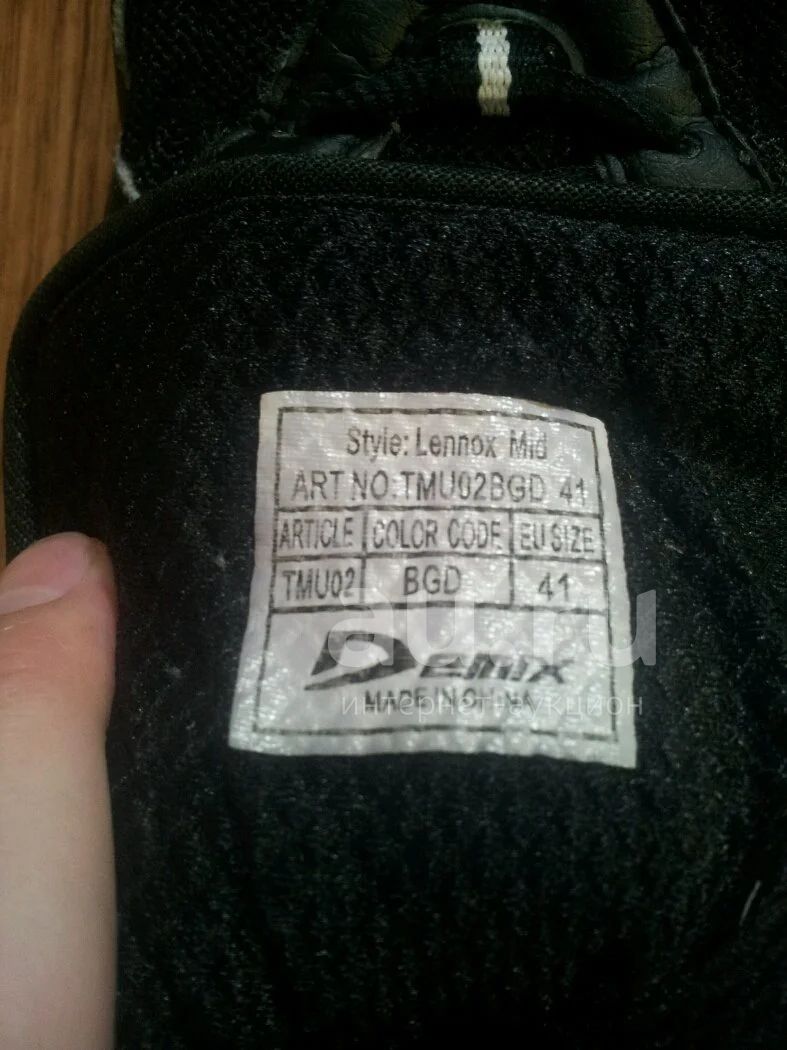 Style: Lennox Mid
ART NO:TMU02BGD 41
ARTICLE COLOR CODE EU SIZE
TMU02 BGD 41
Demix
MADE IN CHINA
au.ru
интернет-аукцион